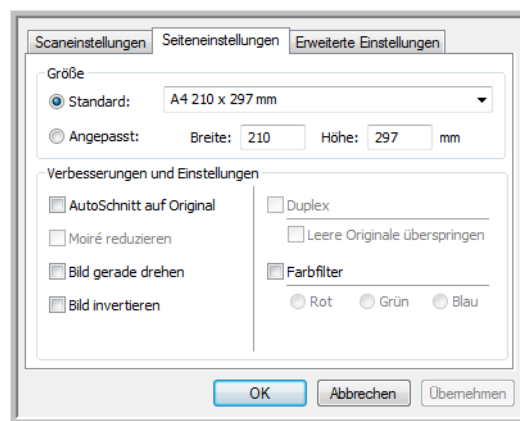 Scaneinstellungen Seiteneinstellungen Erweiterte Einstellungen
Größe
Standard: A4 210 x 297 mm
Angepasst: Breite: 210 Höhe: 297 mm
Verbesserungen und Einstellungen
AutoSchnitt auf Original Duplex
Moiré reduzieren Leere Originale überspringen
Bild gerade drehen Farbfilter
Bild invertieren Rot Grün Blau
OK Abbrechen Übernehmen